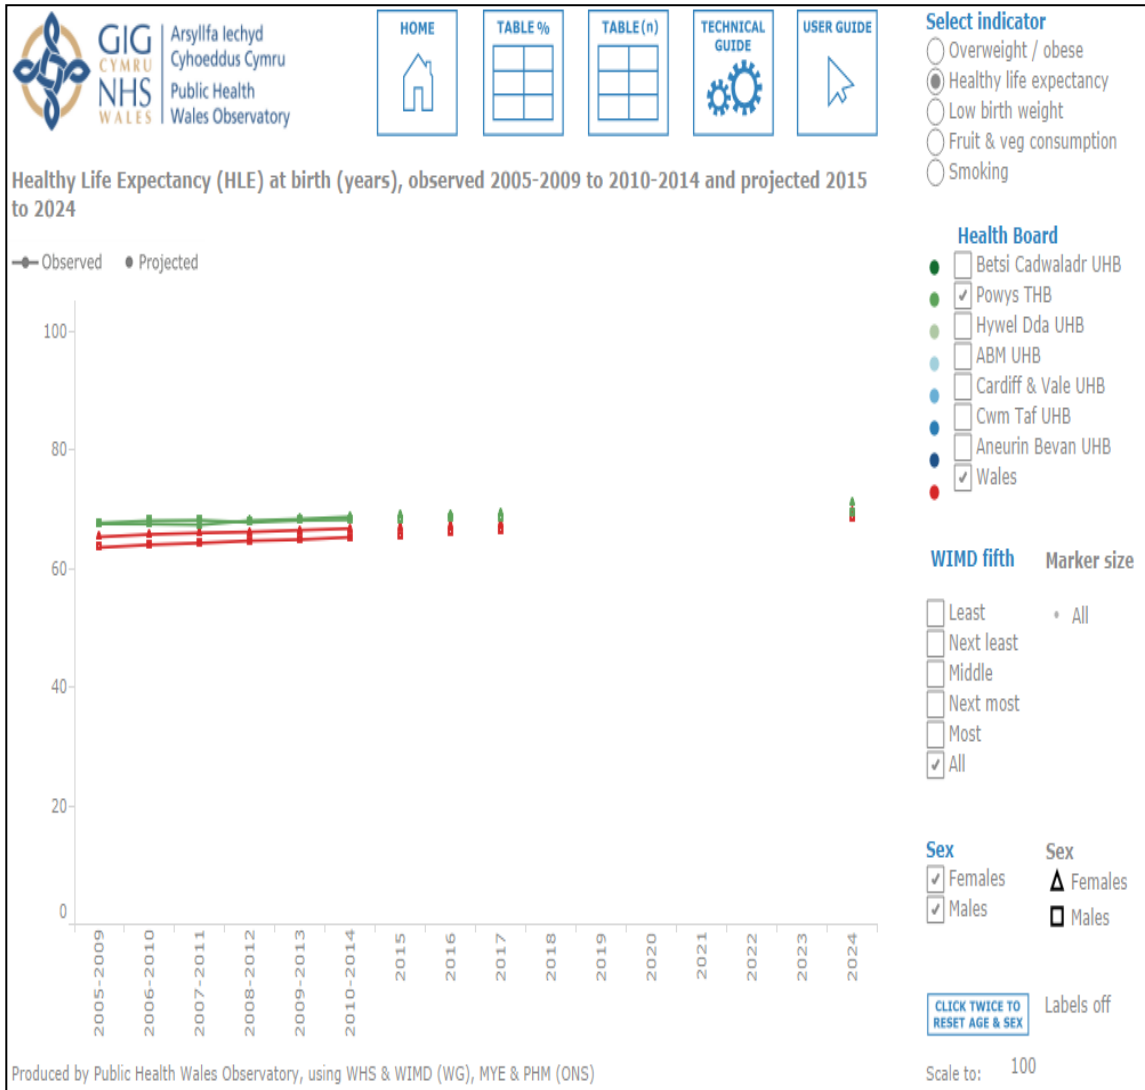 GIG
CYMRU
NHS
WALES
Arsyllfa Iechyd
Cyhoeddus Cymru
Public Health
Wales Observatory
HOME
TABLE %
TABLE (n)
TECHNICAL
GUIDE
USER GUIDE
Select indicator
Overweight / obese
Healthy life expectancy
Low birth weight
Fruit & veg consumption
Smoking
Healthy Life Expectancy (HLE) at birth (years), observed 2005-2009 to 2010-2014 and projected 2015
to 2024
Observed Projected
Health Board
Betsi Cadwaladr UHB
Powys THB
Hywel Dda UHB
ABM UHB
Cardiff & Vale UHB
Cwm Taf UHB
Aneurin Bevan UHB
Wales
100
80
60
40
20
0
2005-2009
2006-2010
2007-2011
2008-2012
2009-2013
2010-2014
2015
2016
2017
2018
2019
2020
2021
2022
2023
2024
WIMD fifth
Least
Next least
Middle
Next most
Most
All
Marker size
All
Sex
Females
Males
Sex
Females
Males
CLICK TWICE TO
RESET AGE & SEX
Labels off
Scale to: 100
Produced by Public Health Wales Observatory, using WHS & WIMD (WG), MYE & PHM (ONS)